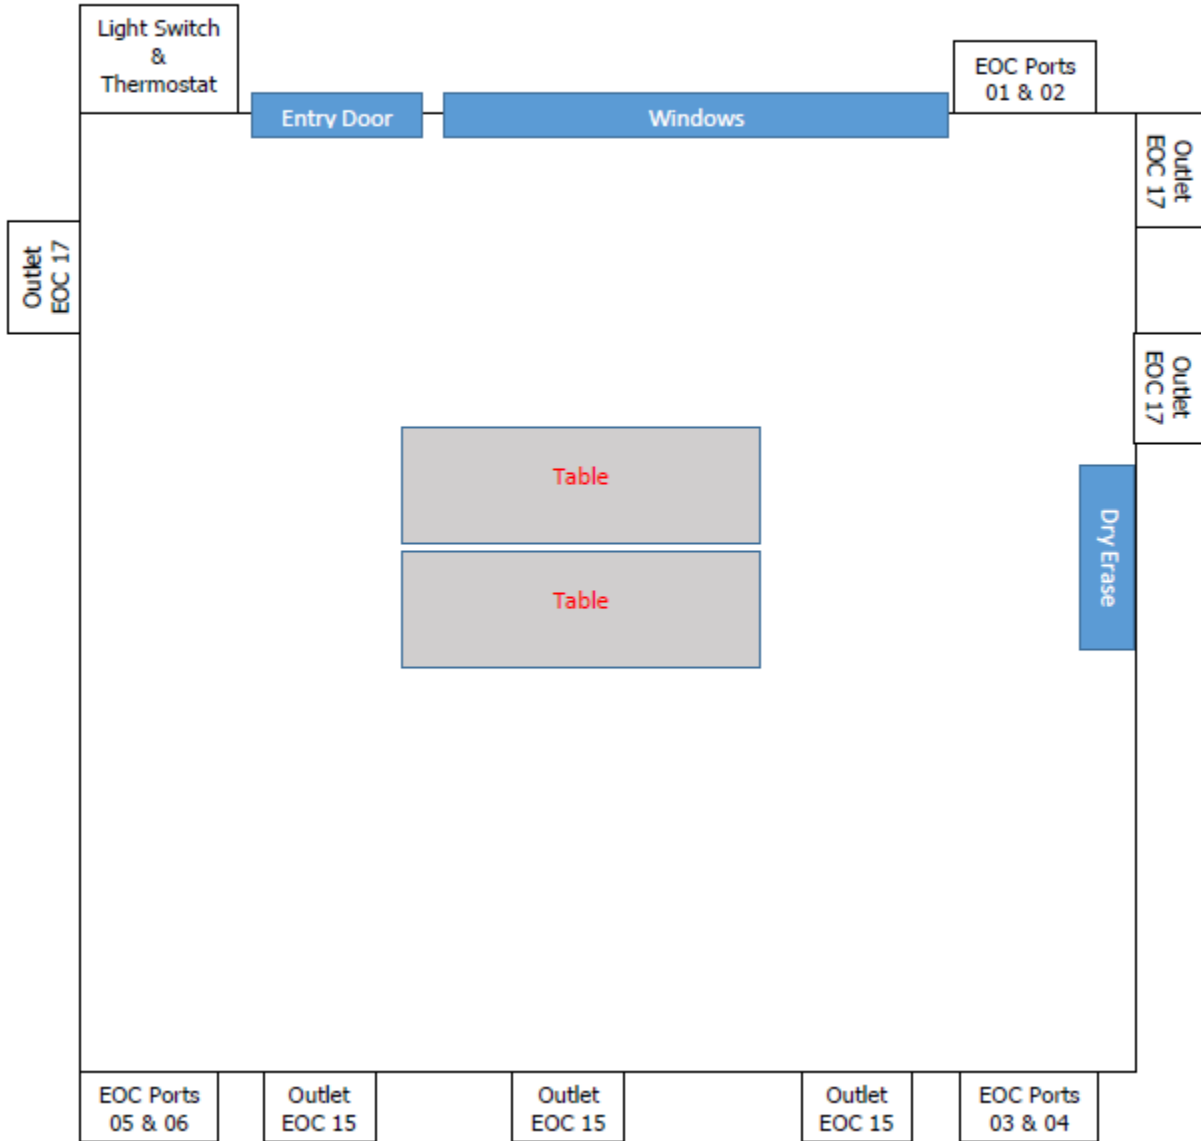 Light Switch
&
Thermostat
EOC Ports
01 & 02
Entry Door
Windows
Outlet
EOC 17
EOC 17
Outlet
Outlet
EOC 17
Table
Table
Dry Erase
EOC Ports
05 & 06
Outlet
EOC 15
Outlet
EOC 15
Outlet
EOC 15
EOC Ports
03 & 04